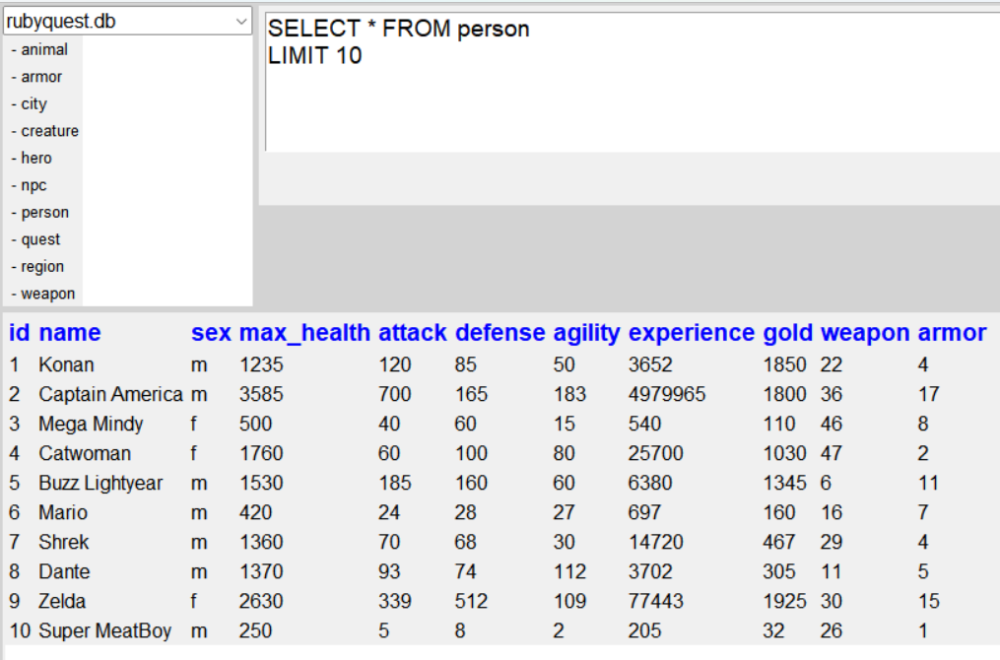 rubyquest.db
- animal
- armor
- city
- creature
- hero
- npc
- person
- quest
- region
- weapon
SELECT * FROM person
LIMIT 10
id name sex max_health attack defense agility experience gold weapon armor
1 Konan m 1235 120 85 50 3652 1850 22 4
2 Captain America m 3585 700 165 183 4979965 1800 36 17
3 Mega Mindy f 500 40 60 15 540 110 46 8
4 Catwoman f 1760 60 100 80 25700 1030 47 2
5 Buzz Lightyear m 1530 185 160 60 6380 1345 6 11
6 Mario m 420 24 28 27 697 160 16 7
7 Shrek m 1360 70 68 30 14720 467 29 4
8 Dante m 1370 93 74 112 3702 305 11 5
9 Zelda f 2630 339 512 109 77443 1925 30 15
10 Super MeatBoy m 250 5 8 2 205 32 26 1